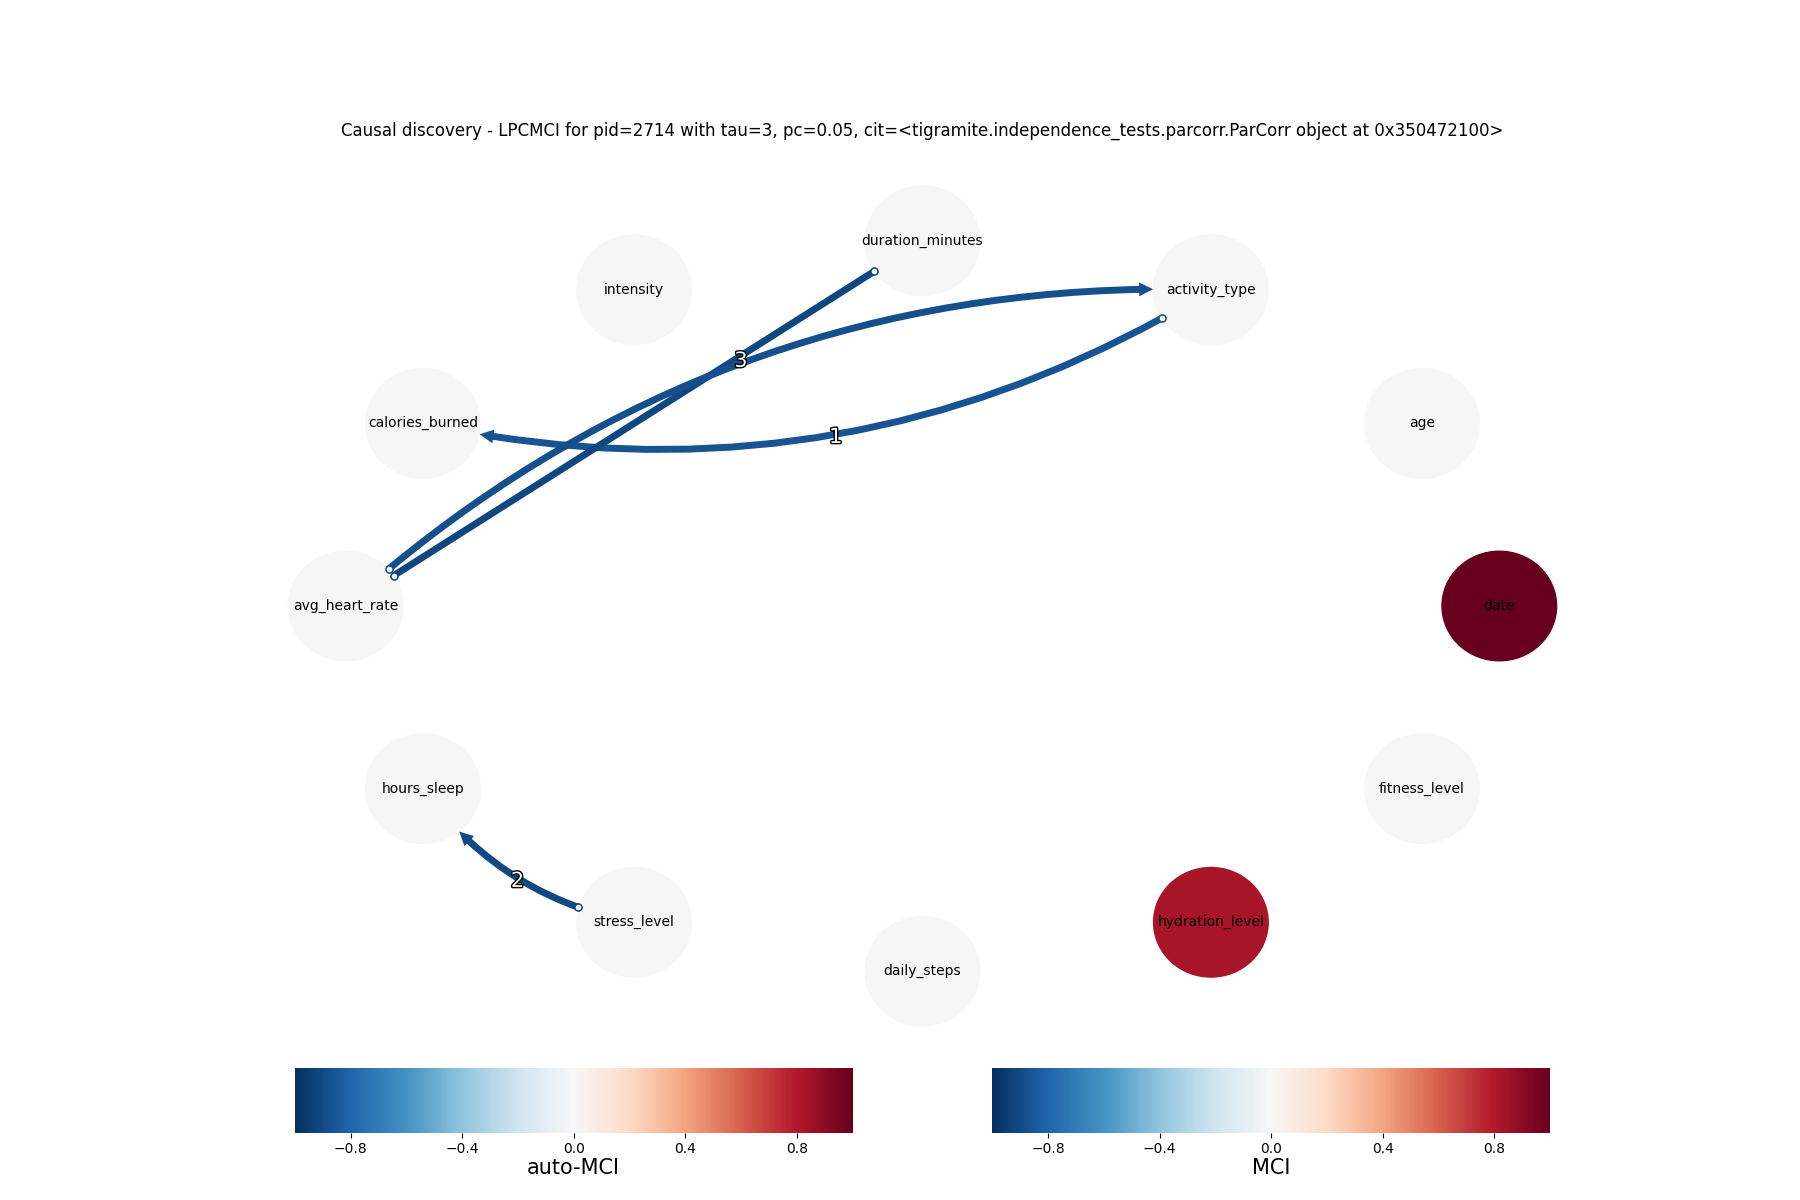 Causal discovery - LPCMCI for pid=2714 with tau=3, pc=0.05, cit=<tigramite.independence_tests.parcorr.ParCorr object at 0x350472100>
duration_minutes
intensity
activity_type
3
calories_burned
1
age
avg_heart_rate
date
hours_sleep
fitness_level
2
stress_level
hydration_level
daily_steps
−0.8 −0.4 0.0 0.4 0.8
auto-MCI
−0.8 −0.4 0.0 0.4 0.8
MCI